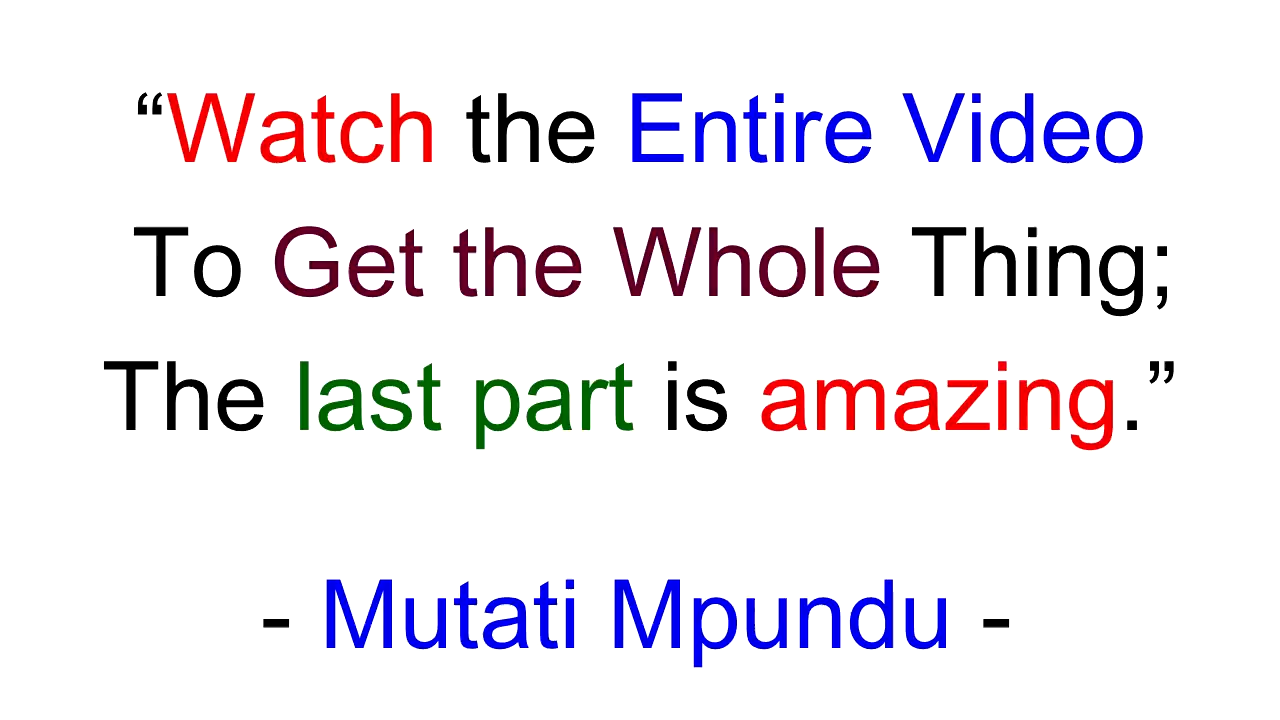 “Watch the Entire Video
To Get the Whole Thing;
The last part is amazing.”
- Mutati Mpundu -